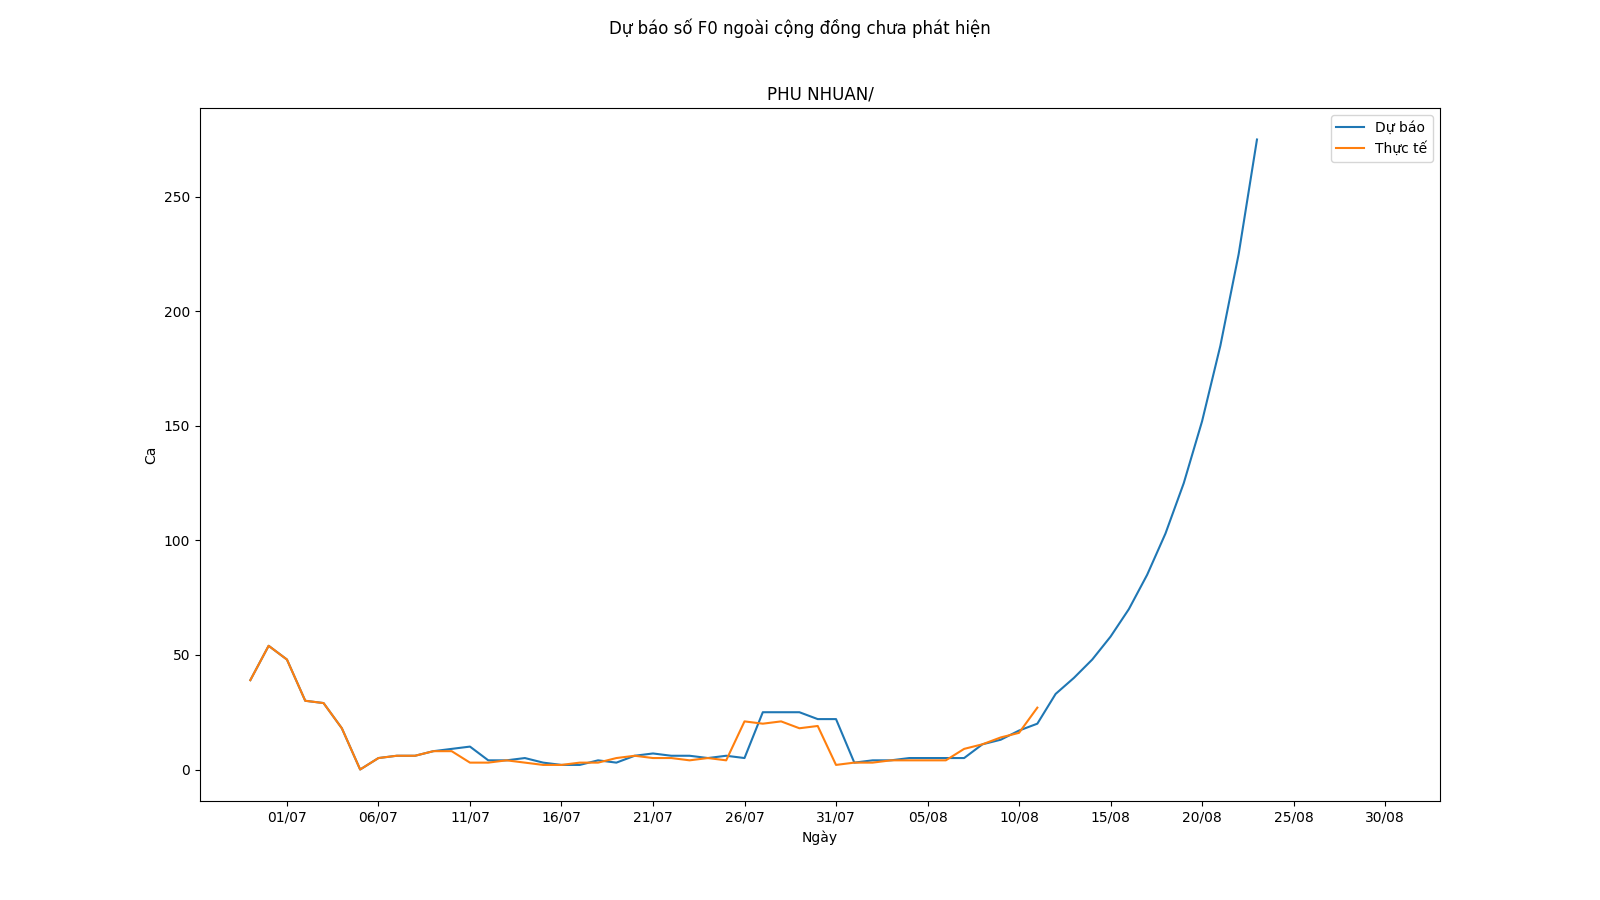 Dự báo số F0 ngoài cộng đồng chưa phát hiện
PHU NHUAN/
Dự báo
Thực tế
250
200
150
100
50
0
Ca
01/07 06/07 11/07 16/07 21/07 26/07 31/07 05/08 10/08 15/08 20/08 25/08 30/08
Ngày